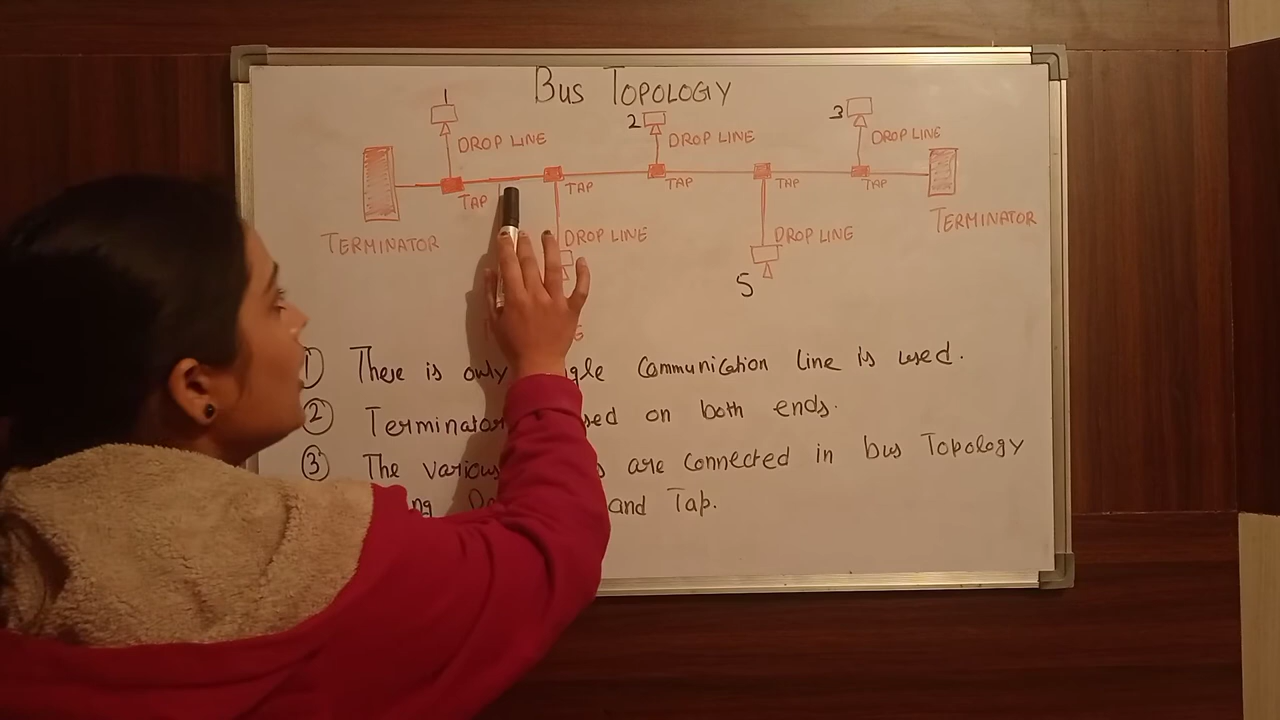 Bus TOPOLOGY
1
2
3
DROP LINE
DROP LINE
DROP LINE
TAP
TAP
TAP
TAP
TAP
TERMINATOR
DROP LINE
DROP LINE
TERMINATOR
5
① There is only communication line is used.
② Terminator on both ends.
③ The various are connected in bus Topology
and Tap.